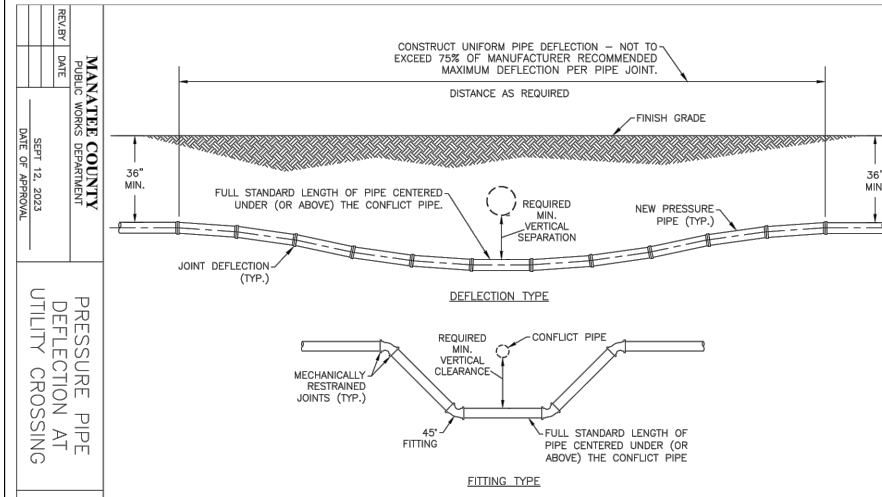 REV.BY
DATE
MANATEE COUNTY
PUBLIC WORKS DEPARTMENT
SEPT 12, 2023
DATE OF APPROVAL
PRESSURE PIPE
DEFLECTION AT
UTILITY CROSSING
CONSTRUCT UNIFORM PIPE DEFLECTION – NOT TO
EXCEED 75% OF MANUFACTURER RECOMMENDED
MAXIMUM DEFLECTION PER PIPE JOINT.
DISTANCE AS REQUIRED
FINISH GRADE
36"
MIN.
36"
MIN.
FULL STANDARD LENGTH OF PIPE CENTERED
UNDER (OR ABOVE) THE CONFLICT PIPE.
REQUIRED
MIN.
VERTICAL
SEPARATION
NEW PRESSURE
PIPE (TYP.)
JOINT DEFLECTION
(TYP.)
DEFLECTION TYPE
REQUIRED
MIN.
VERTICAL
CLEARANCE
CONFLICT PIPE
MECHANICALLY
RESTRAINED
JOINTS (TYP.)
45°
FITTING
FULL STANDARD LENGTH OF
PIPE CENTERED UNDER (OR
ABOVE) THE CONFLICT PIPE
FITTING TYPE